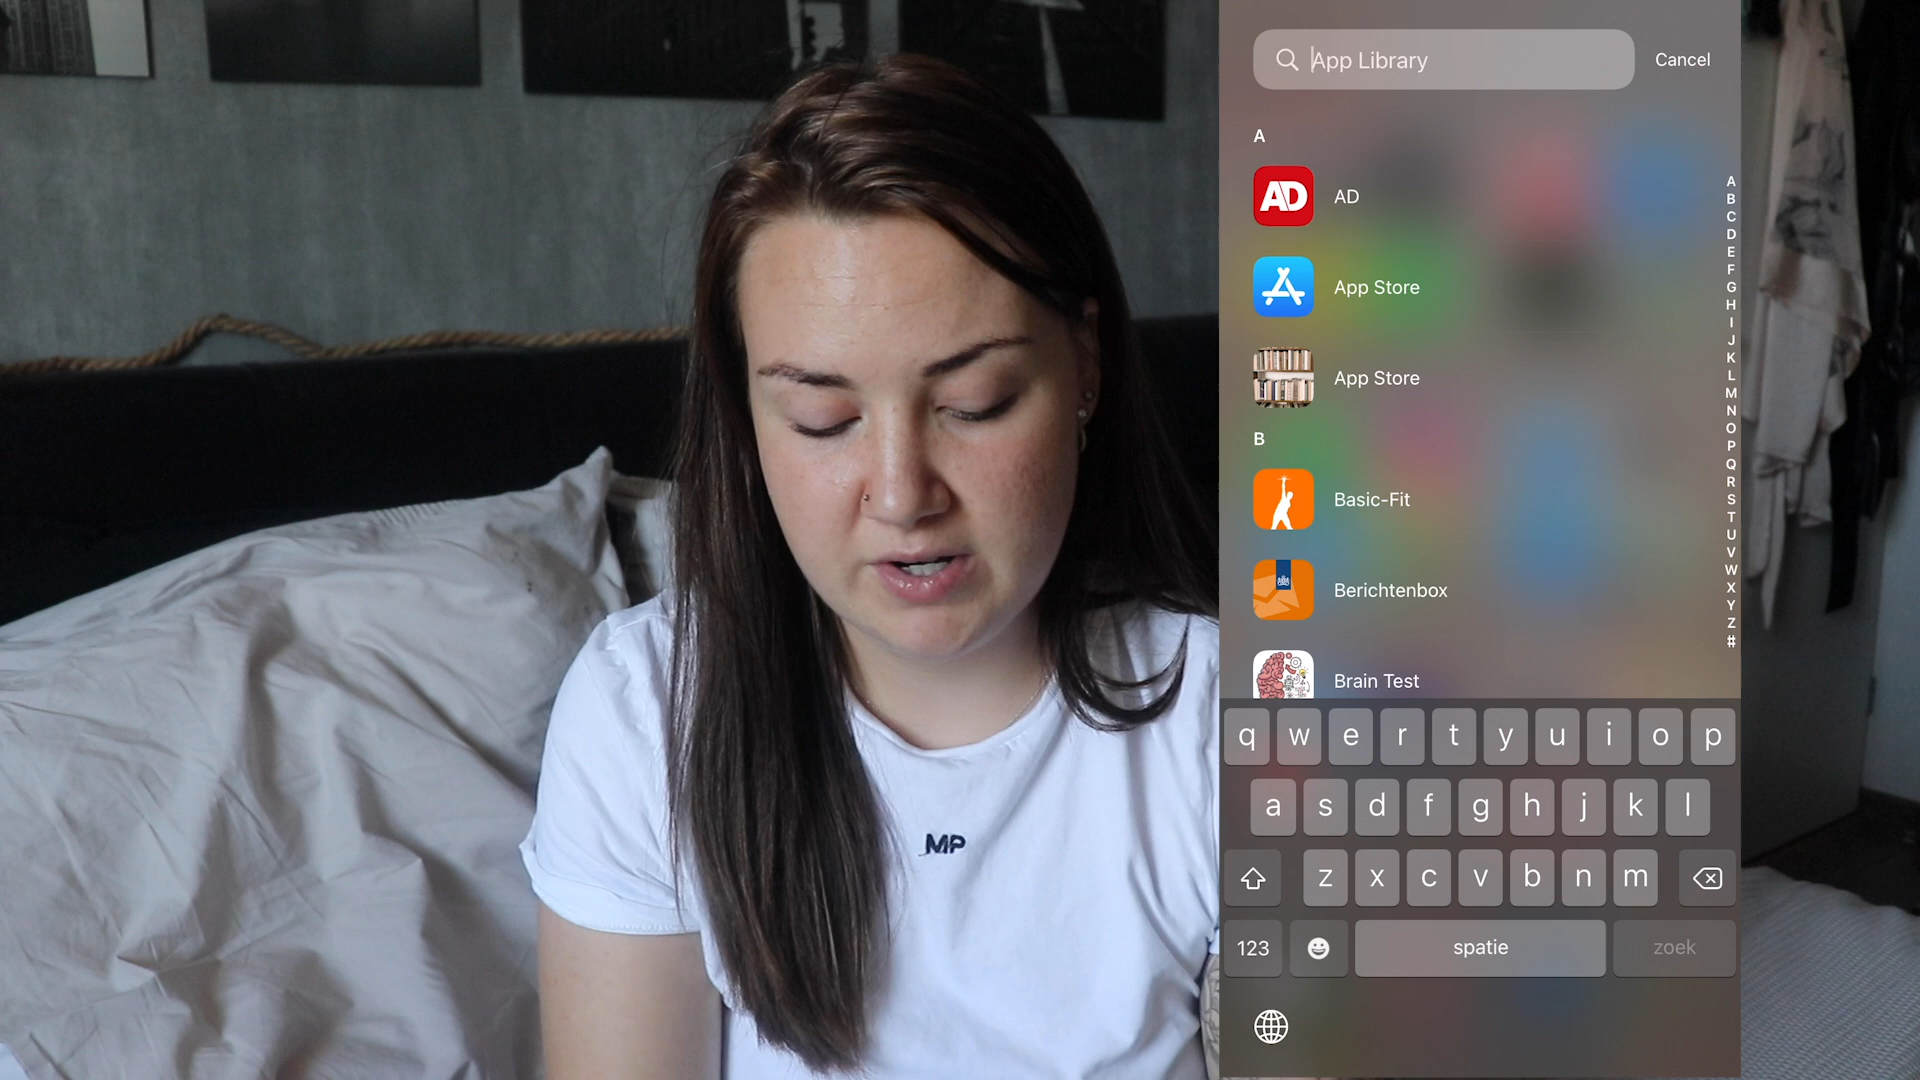 App Library
Cancel
A
AD
AD
App Store
App Store
B
Basic-Fit
Berichtenbox
Brain Test
A
B
C
D
E
F
G
H
I
J
K
L
M
N
O
P
Q
R
S
T
U
V
W
X
Y
Z
#
q w e r t y u i o p
a s d f g h j k l
z x c v b n m
123
spatie
zoek
MP